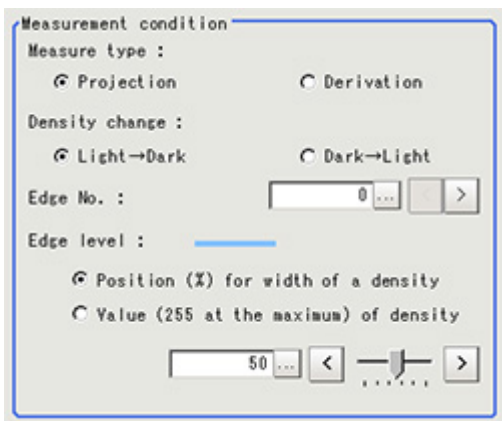 Measurement condition
Measure type :
Projection Derivation
Density change :
Light→Dark Dark→Light
Edge No. : 0 ... < >
Edge level :
Position (%) for width of a density
Value (255 at the maximum) of density
50 ... < >